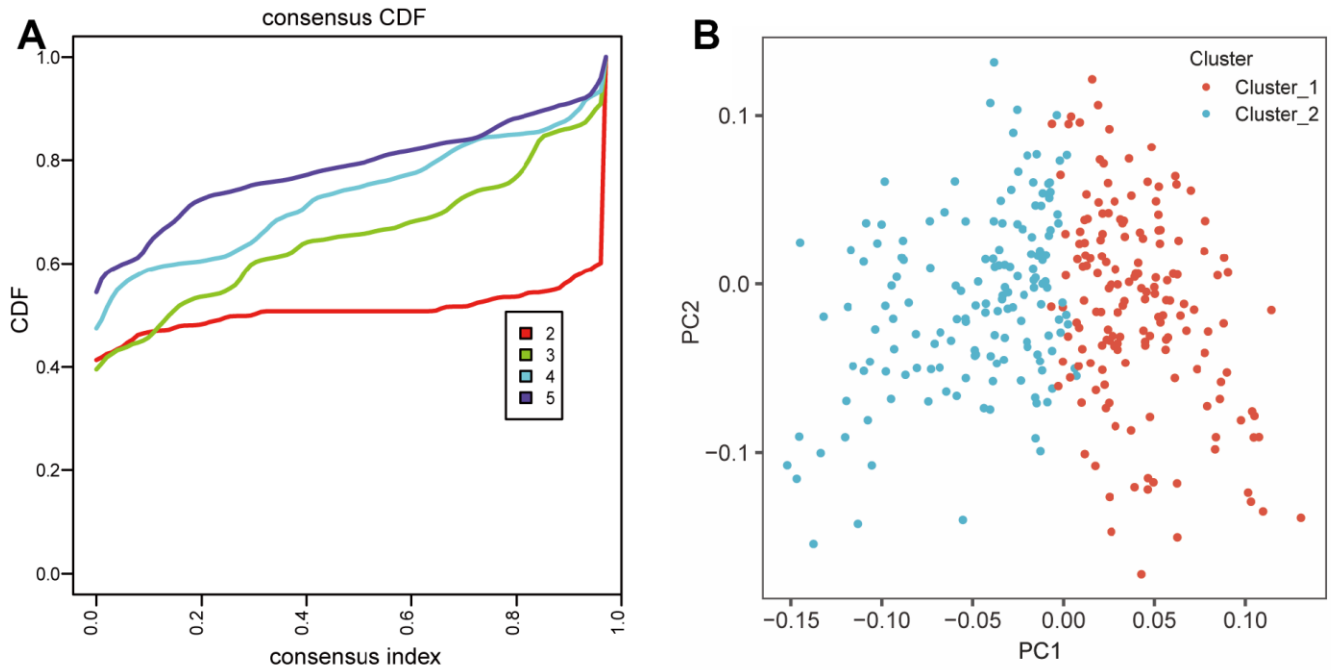 A
consensus CDF
CDF
1.0
0.8
0.6
0.4
0.2
0.0
2
3
4
5
0.0
0.2
0.4
0.6
0.8
1.0
consensus index
B
Cluster
Cluster_1
Cluster_2
PC2
0.1
0.0
−0.1
−0.15
−0.10
−0.05
0.00
0.05
0.10
PC1